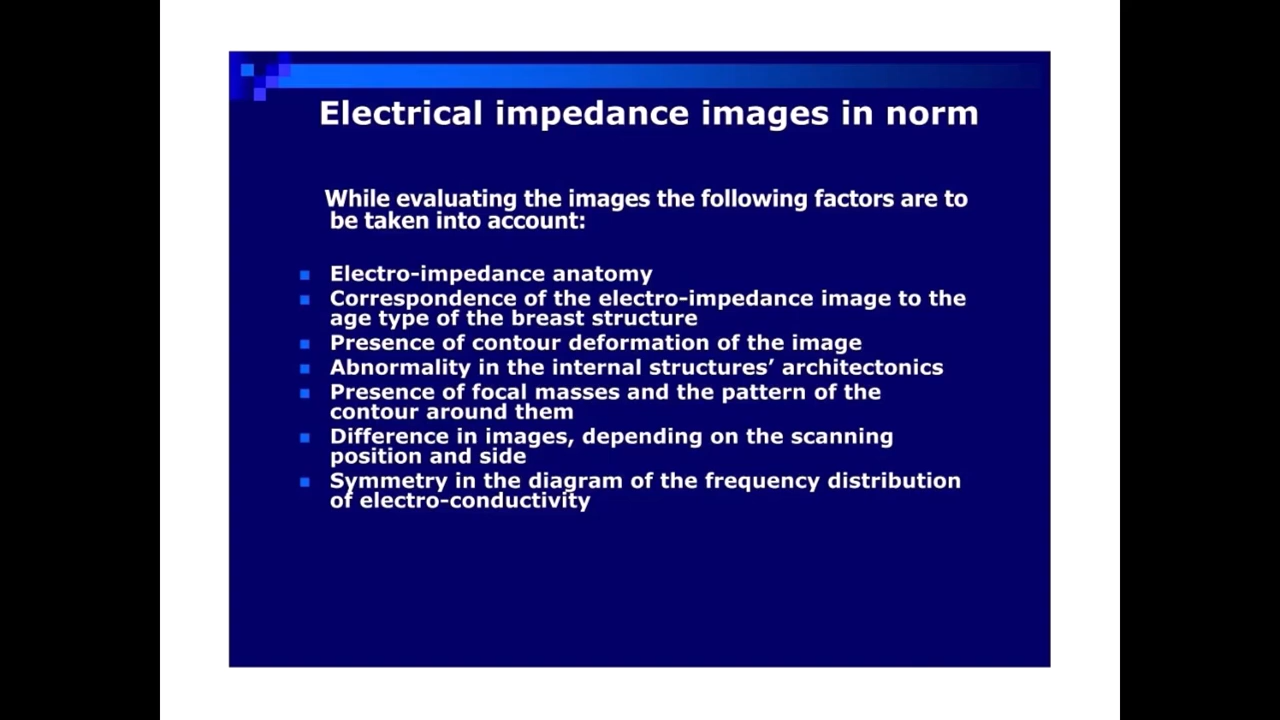 Electrical impedance images in norm
While evaluating the images the following factors are to
be taken into account:
Electro-impedance anatomy
Correspondence of the electro-impedance image to the
age type of the breast structure
Presence of contour deformation of the image
Abnormality in the internal structures’ architectonics
Presence of focal masses and the pattern of the
contour around them
Difference in images, depending on the scanning
position and side
Symmetry in the diagram of the frequency distribution
of electro-conductivity